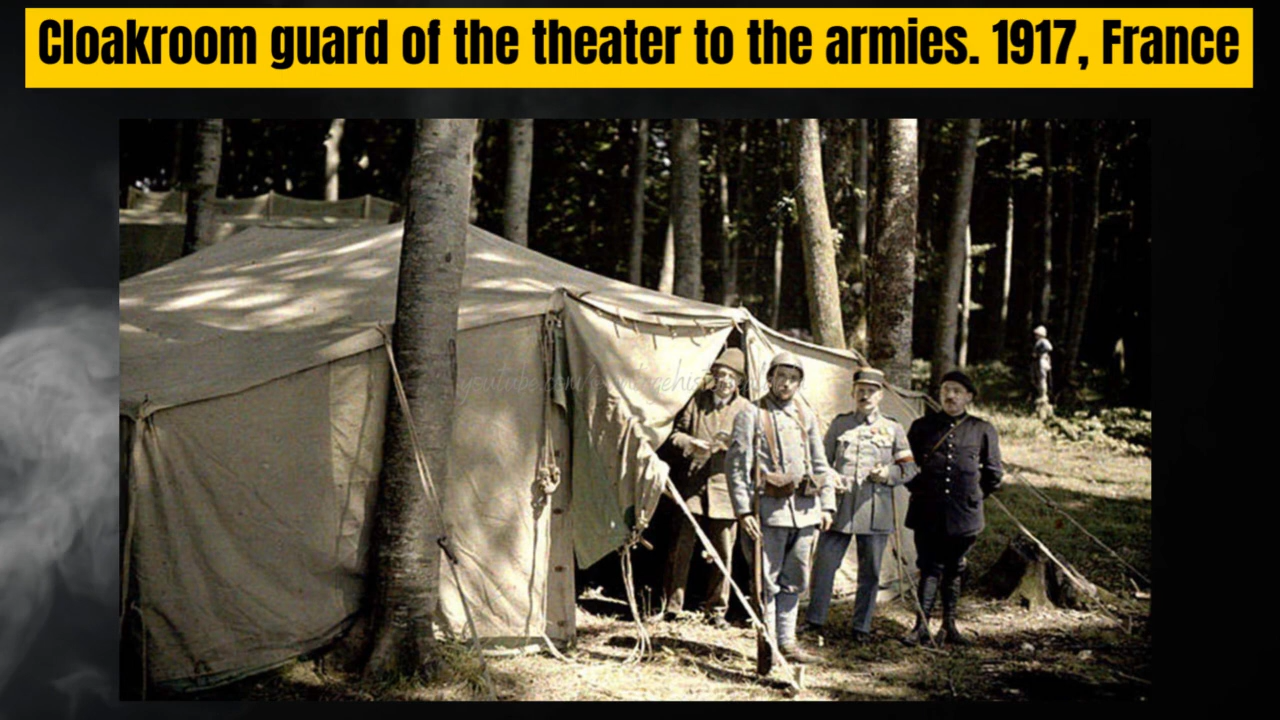 Cloakroom guard of the theater to the armies. 1917, France